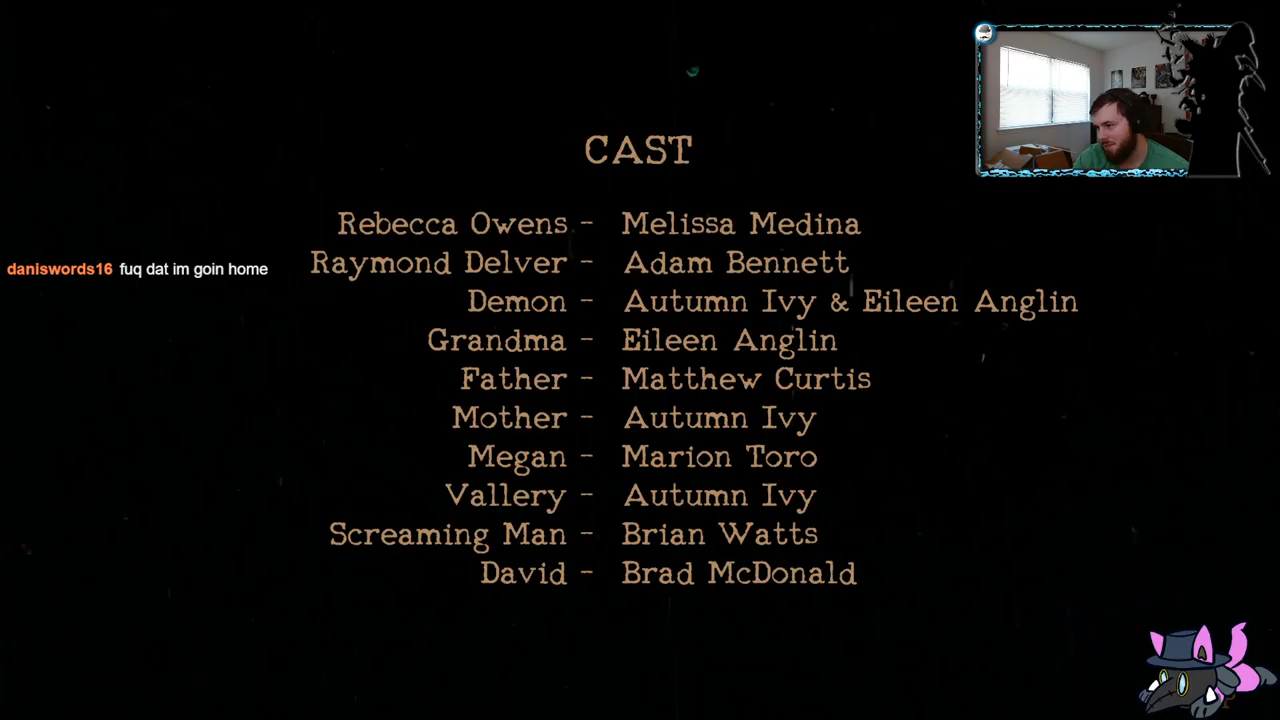 CAST
Rebecca Owens - Melissa Medina
daniswords16 fuq dat im goin home
Raymond Delver - Adam Bennett
Demon - Autumn Ivy & Eileen Anglin
Grandma - Eileen Anglin
Father - Matthew Curtis
Mother - Autumn Ivy
Megan - Marion Toro
Vallery - Autumn Ivy
Screaming Man - Brian Watts
David - Brad McDonald